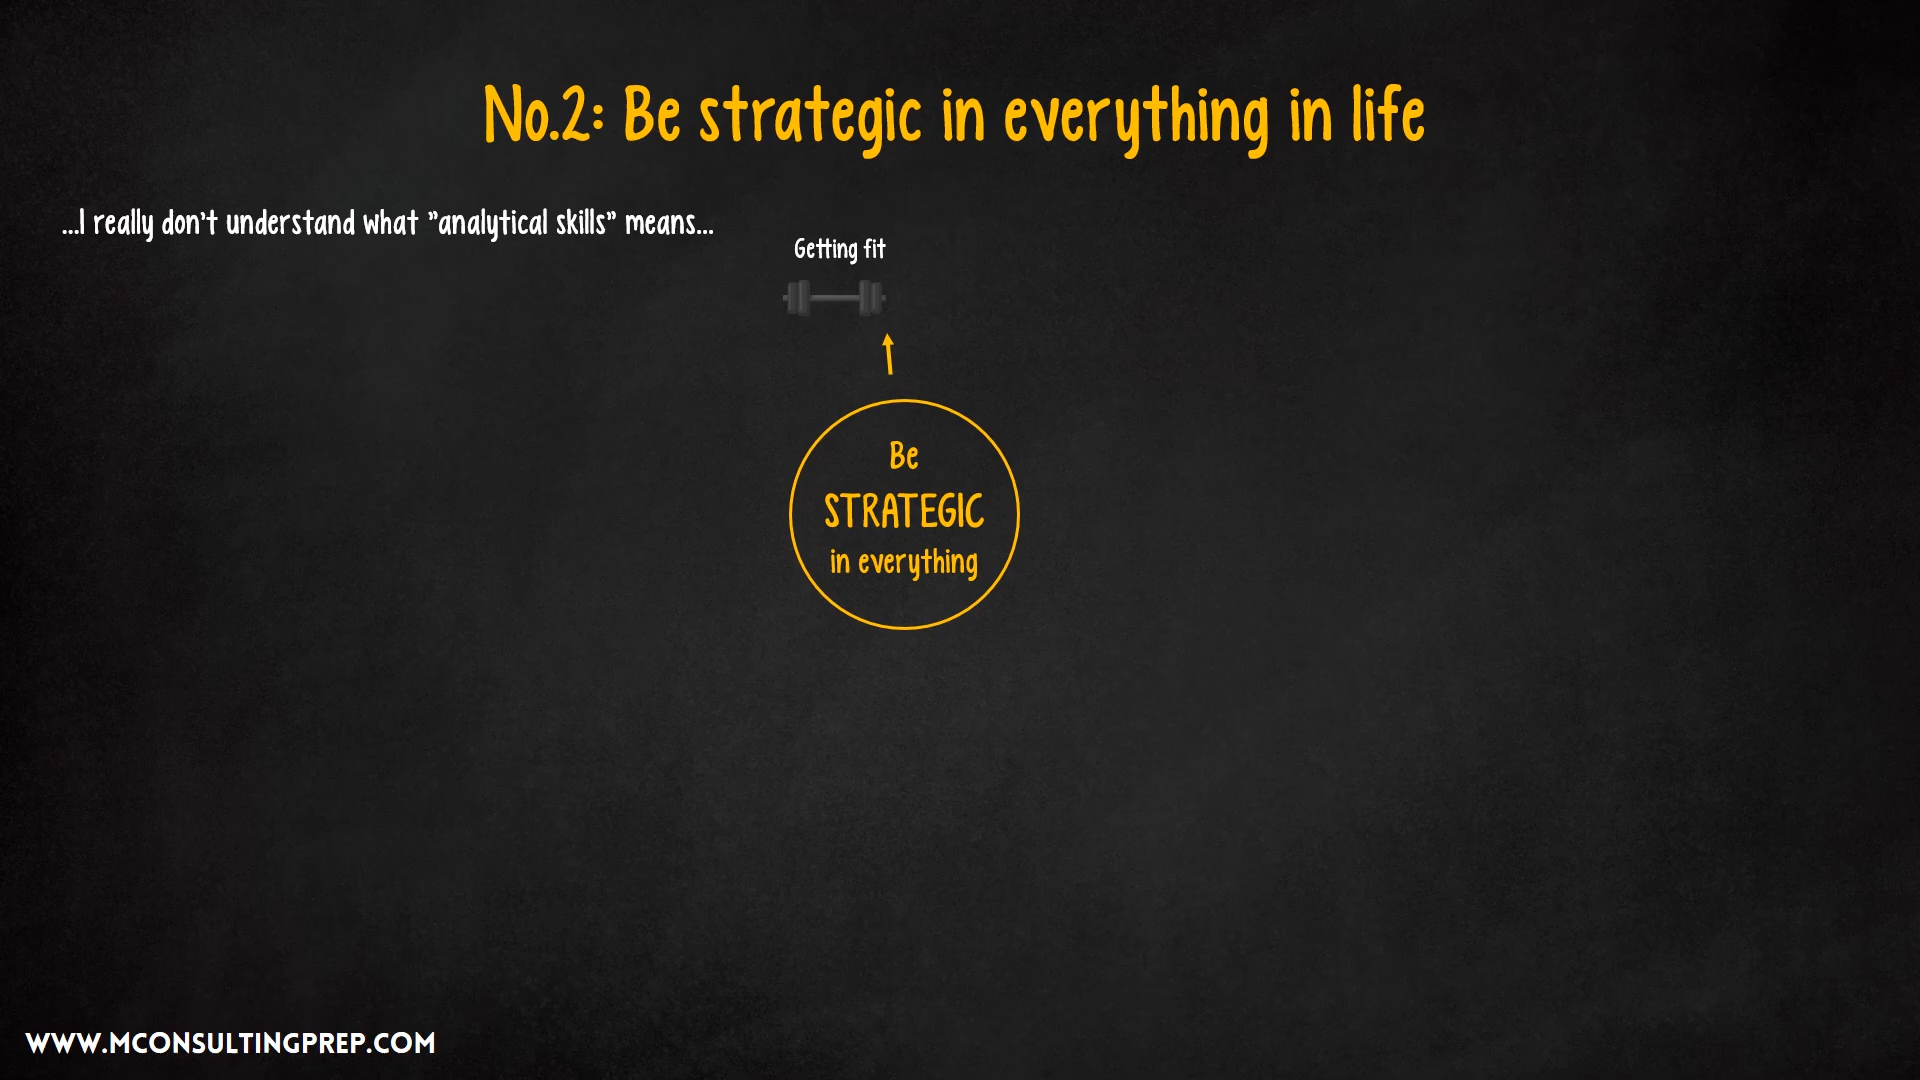 No.2: Be strategic in everything in life
...I really don't understand what "analytical skills" means...
Getting fit
Be
STRATEGIC
in everything
WWW.MCONSULTINGPREP.COM